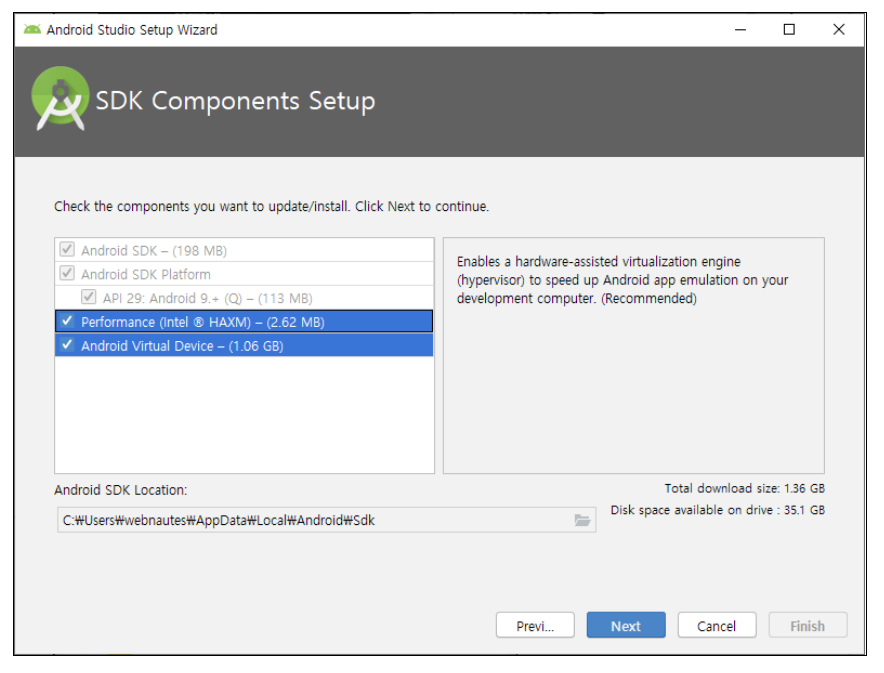 Android Studio Setup Wizard
SDK Components Setup
Check the components you want to update/install. Click Next to continue.
Android SDK – (198 MB)
Android SDK Platform
API 29: Android 9.+ (Q) – (113 MB)
Performance (Intel ® HAXM) – (2.62 MB)
Android Virtual Device – (1.06 GB)
Enables a hardware-assisted virtualization engine
(hypervisor) to speed up Android app emulation on your
development computer. (Recommended)
Android SDK Location:
C:₩Users₩webnautes₩AppData₩Local₩Android₩Sdk
Total download size: 1.36 GB
Disk space available on drive : 35.1 GB
Previ...
Next
Cancel
Finish